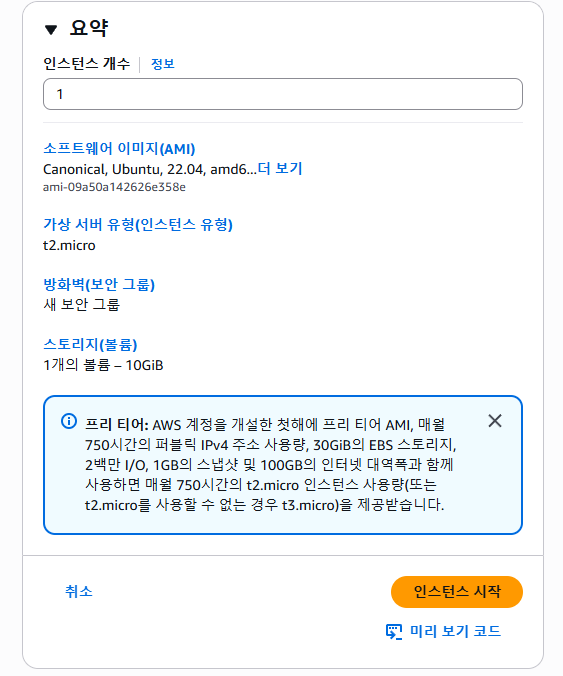 요약
인스턴스 개수 정보
1
소프트웨어 이미지(AMI)
Canonical, Ubuntu, 22.04, amd6...더 보기
ami-09a50a142626e358e
가상 서버 유형(인스턴스 유형)
t2.micro
방화벽(보안 그룹)
새 보안 그룹
스토리지(볼륨)
1개의 볼륨 – 10GiB
프리 티어: AWS 계정을 개설한 첫해에 프리 티어 AMI, 매월
750시간의 퍼블릭 IPv4 주소 사용량, 30GiB의 EBS 스토리지,
2백만 I/O, 1GB의 스냅샷 및 100GB의 인터넷 대역폭과 함께
사용하면 매월 750시간의 t2.micro 인스턴스 사용량(또는
t2.micro를 사용할 수 없는 경우 t3.micro)을 제공받습니다.
취소
인스턴스 시작
미리 보기 코드